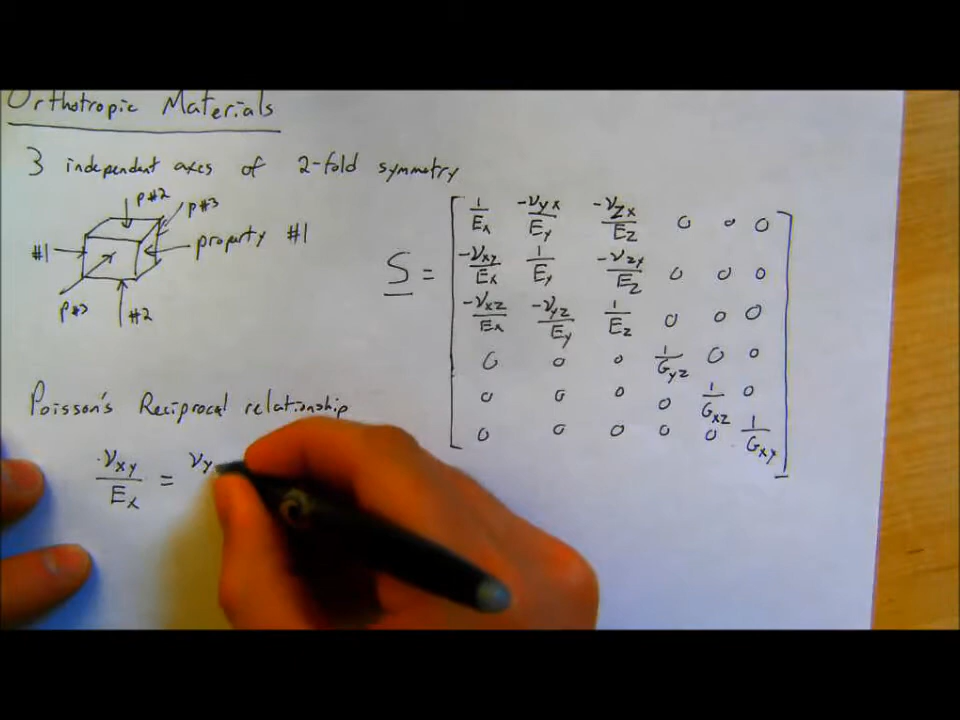 Orthotropic Materials
3 independent axes of 2-fold symmetry
P#2
P#3
#1
property #1
P#3
#2
S =
1/Ex -νyx/Ey -νzx/Ez 0 0 0
-νxy/Ex 1/Ey -νzy/Ez 0 0 0
-νxz/Ex -νyz/Ey 1/Ez 0 0 0
0 0 0 1/Gyz 0 0
0 0 0 0 1/Gxz 0
0 0 0 0 0 1/Gxy
Poisson's Reciprocal relationship
νxy/Ex = νy